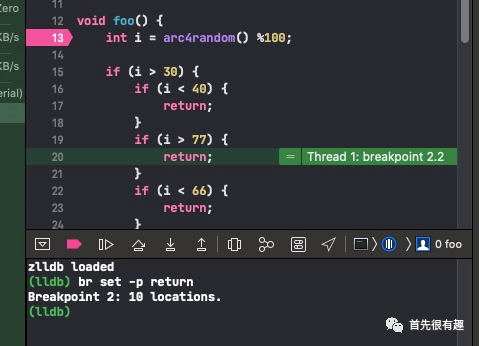 Zero
11
12 void foo() {
KB/s
13 int i = arc4random() %100;
14
KB/s
15 if (i > 30) {
16 if (i < 40) {
erial)
17 return;
18 }
19 if (i > 77) {
20 return; = Thread 1: breakpoint 2.2
21 }
22 if (i < 66) {
23 return;
24 }
0 foo
zlldb loaded
(lldb) br set -p return
Breakpoint 2: 10 locations.
(lldb)
首先很有趣